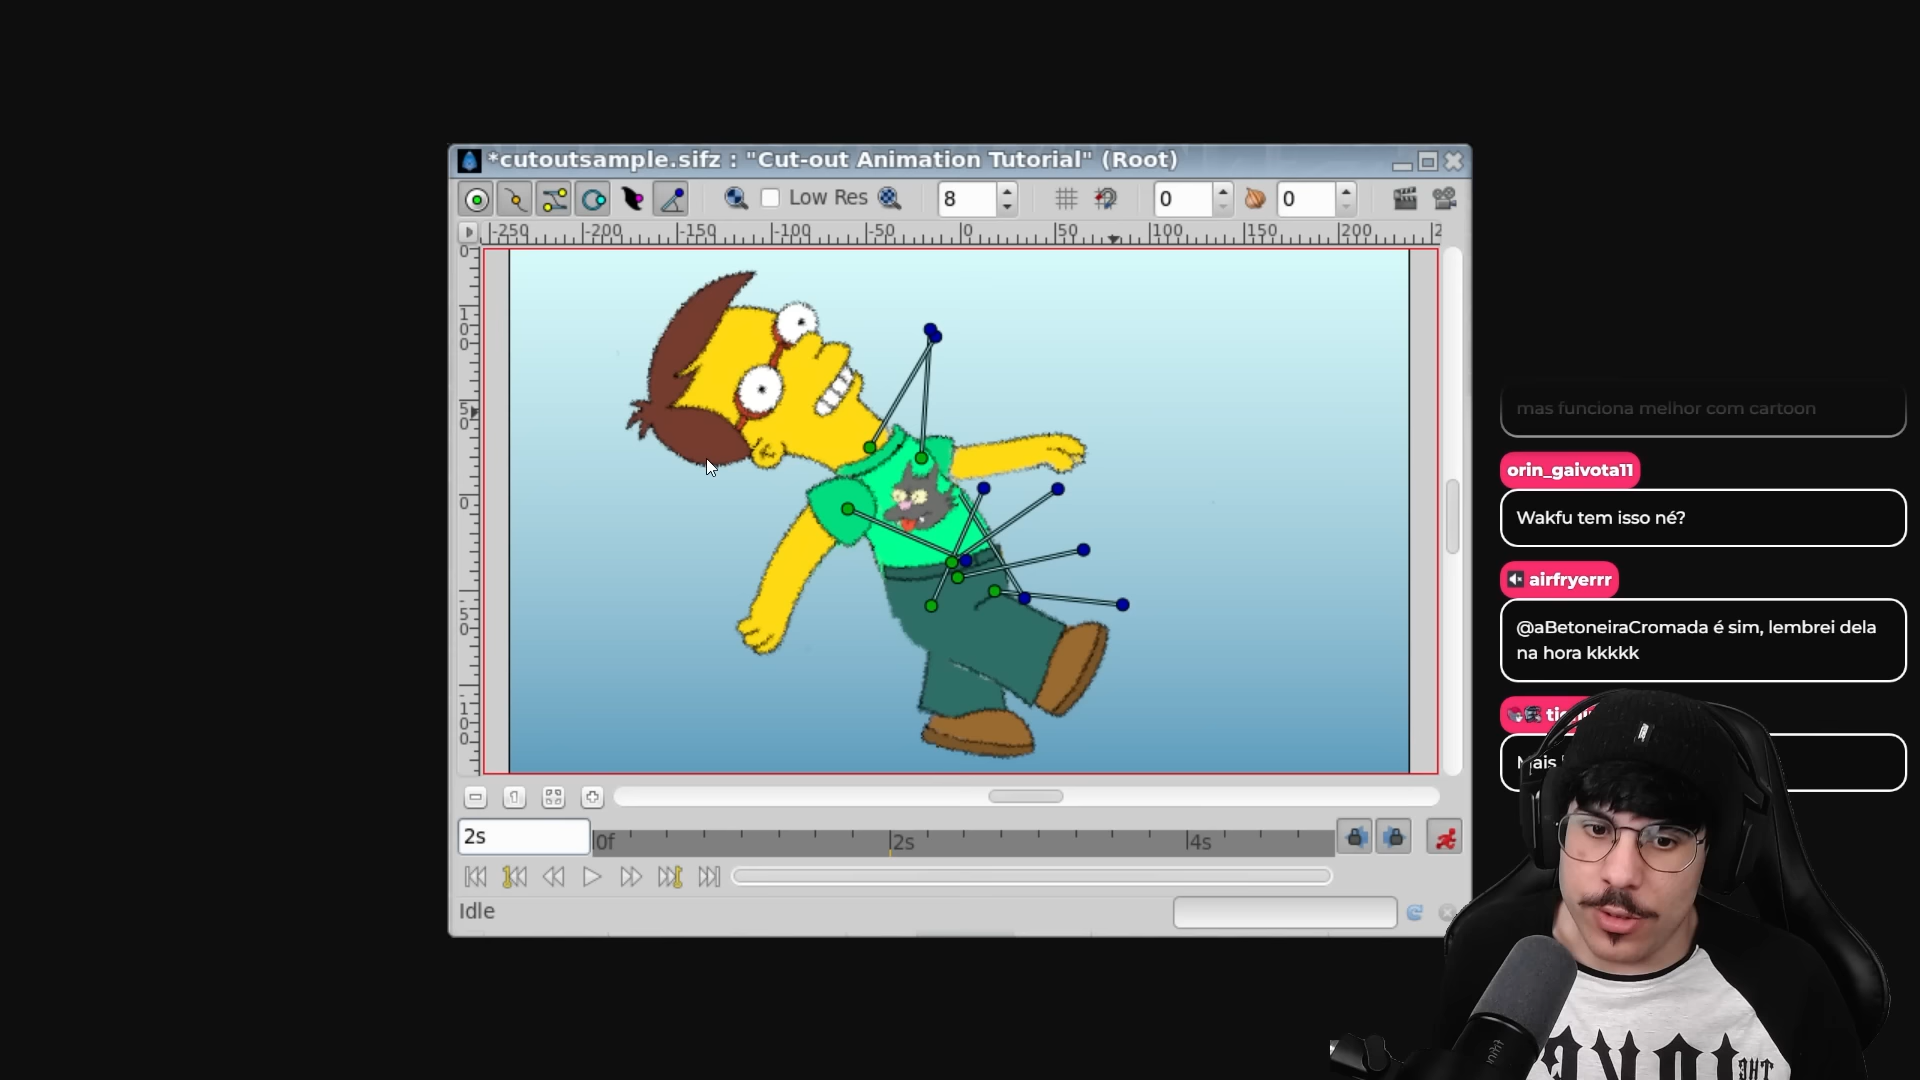 *cutoutsample.sifz : "Cut-out Animation Tutorial" (Root)
Low Res
8
0
0
-250
-200
-150
-100
-50
0
50
100
150
200
2s
0f
2s
4s
Idle
mas funciona melhor com cartoon
orin_gaivota11
Wakfu tem isso né?
airfryerrr
@aBetoneiraCromada é sim, lembrei dela
na hora kkkkk
Mais
THE